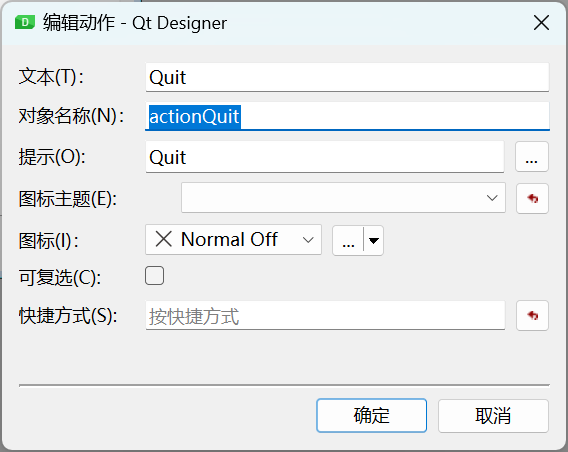 编辑动作 - Qt Designer
文本(T):
Quit
对象名称(N):
actionQuit
提示(O):
Quit
...
图标主题(E):
图标(I):
Normal Off
...
可复选(C):
快捷方式(S):
按快捷方式
确定
取消